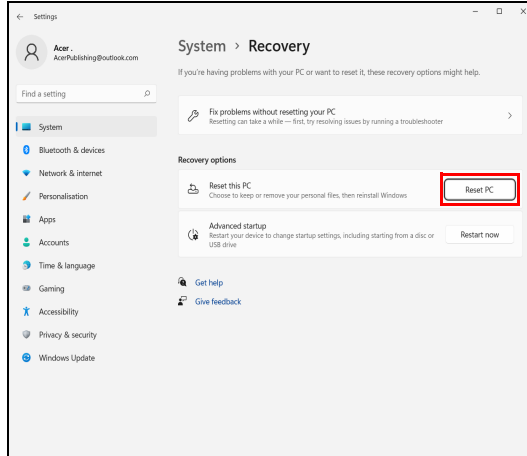 Settings
Acer .
AcerPublishing@outlook.com
Find a setting
System
Bluetooth & devices
Network & internet
Personalisation
Apps
Accounts
Time & language
Gaming
Accessibility
Privacy & security
Windows Update
System > Recovery
If you're having problems with your PC or want to reset it, these recovery options might help.
Fix problems without resetting your PC
Resetting can take a while — first, try resolving issues by running a troubleshooter
Recovery options
Reset this PC
Choose to keep or remove your personal files, then reinstall Windows
Reset PC
Advanced startup
Restart your device to change startup settings, including starting from a disc or
USB drive
Restart now
Get help
Give feedback